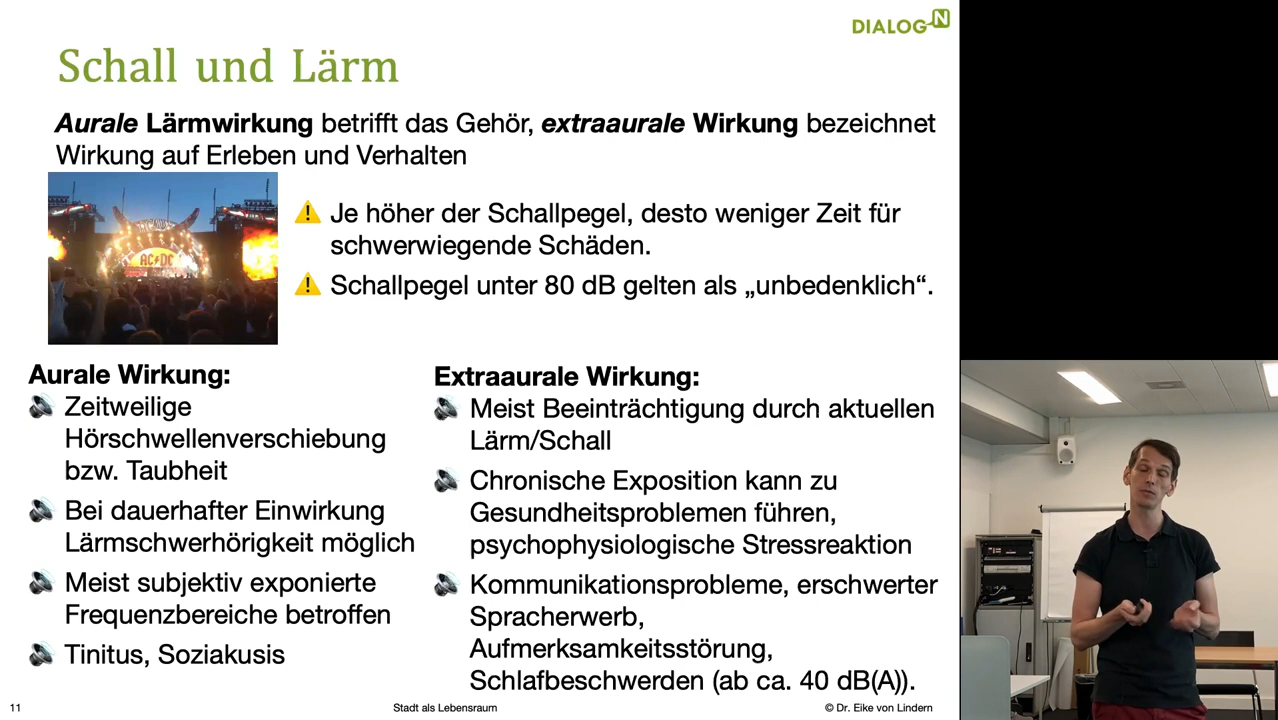 DIALOG N
Schall und Lärm
Aurale Lärmwirkung betrifft das Gehör, extraaurale Wirkung bezeichnet
Wirkung auf Erleben und Verhalten
AC DC
Je höher der Schallpegel, desto weniger Zeit für
schwerwiegende Schäden.
Schallpegel unter 80 dB gelten als „unbedenklich“.
Aurale Wirkung:
Zeitweilige
Hörschwellenverschiebung
bzw. Taubheit
Bei dauerhafter Einwirkung
Lärmschwerhörigkeit möglich
Meist subjektiv exponierte
Frequenzbereiche betroffen
Tinitus, Soziakusis
Extraaurale Wirkung:
Meist Beeinträchtigung durch aktuellen
Lärm/Schall
Chronische Exposition kann zu
Gesundheitsproblemen führen,
psychophysiologische Stressreaktion
Kommunikationsprobleme, erschwerter
Spracherwerb,
Aufmerksamkeitsstörung,
Schlafbeschwerden (ab ca. 40 dB(A)).
11
Stadt als Lebensraum
© Dr. Eike von Lindern